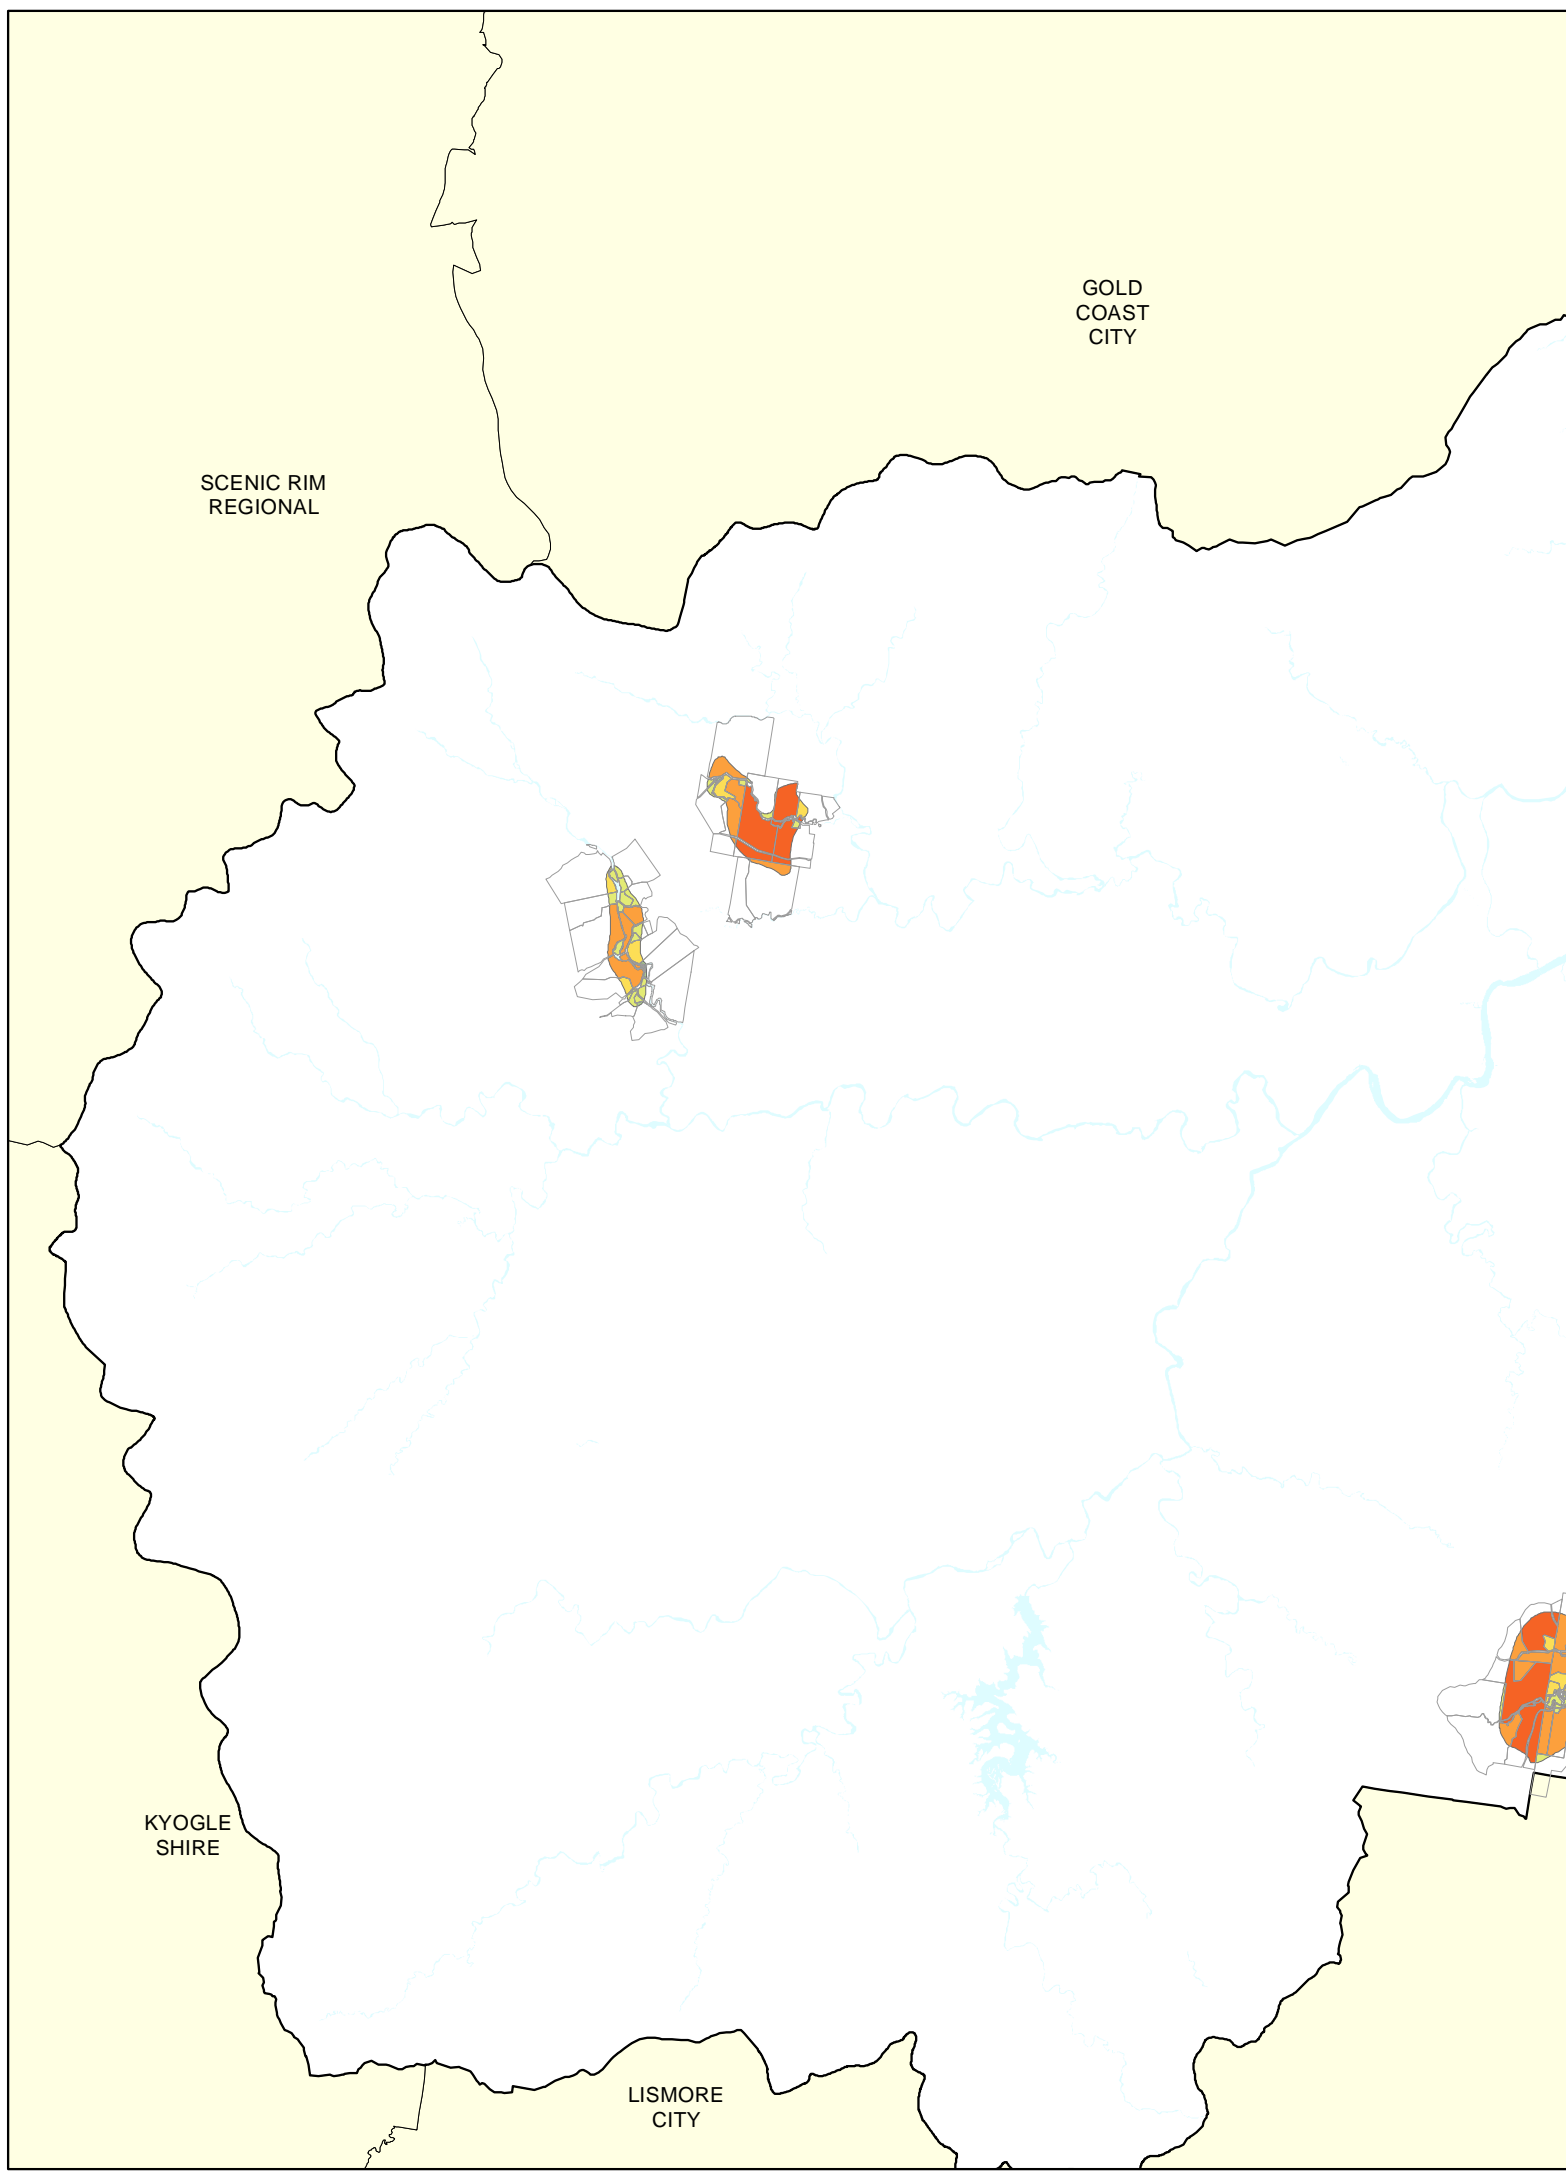 GOLD
COAST
CITY
SCENIC RIM
REGIONAL
KYOGLE
SHIRE
LISMORE
CITY